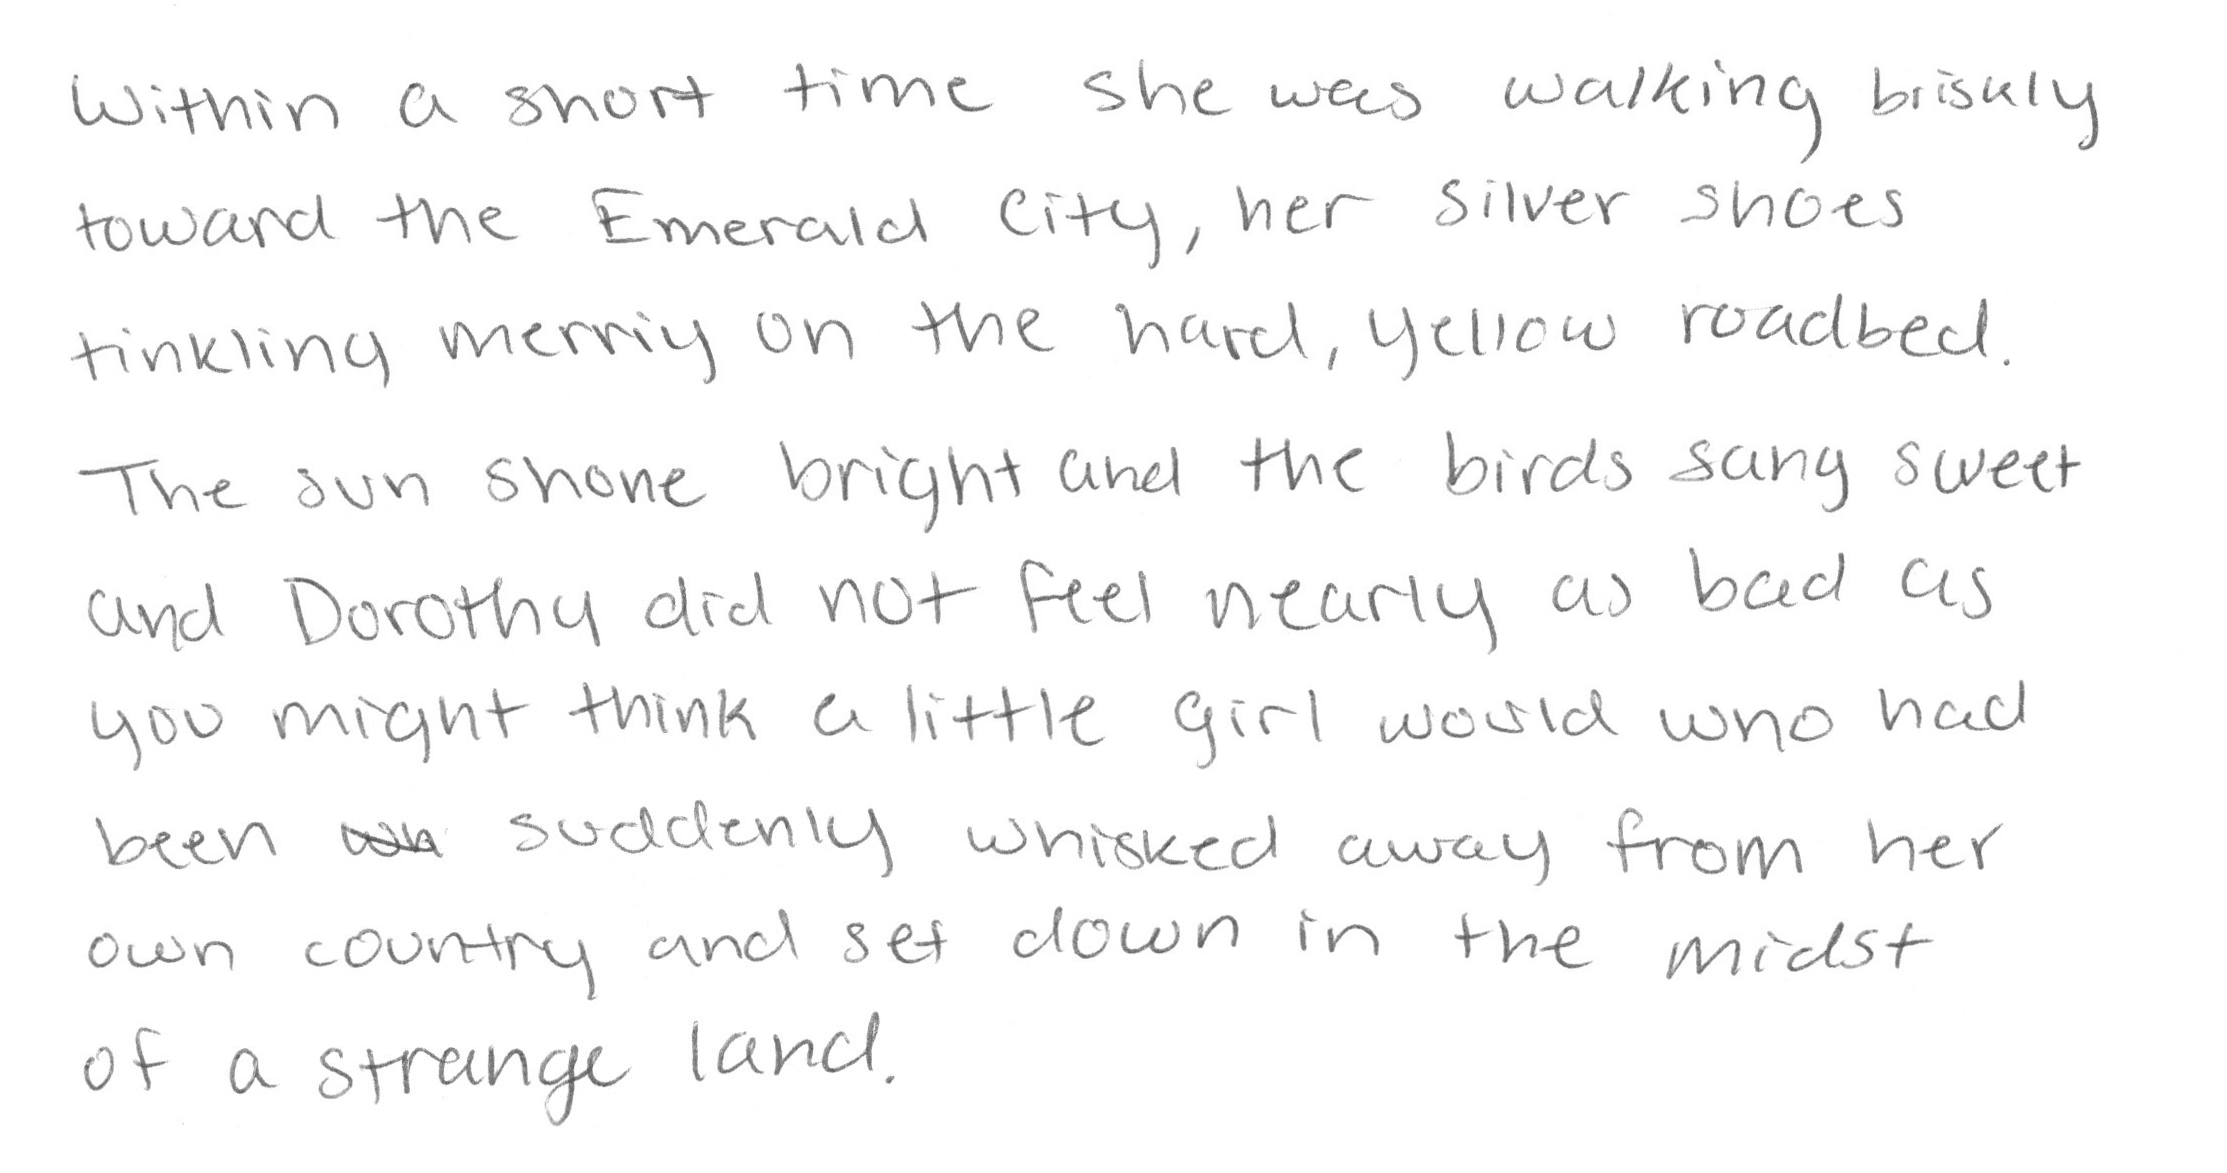 Within a short time she was walking briskly
toward the Emerald City, her silver shoes
tinkling merrily on the hard, yellow roadbed.
The sun shone bright and the birds sang sweet
and Dorothy did not feel nearly as bad as
you might think a little girl would who had
been suddenly whisked away from her
own country and set down in the midst
of a strange land.